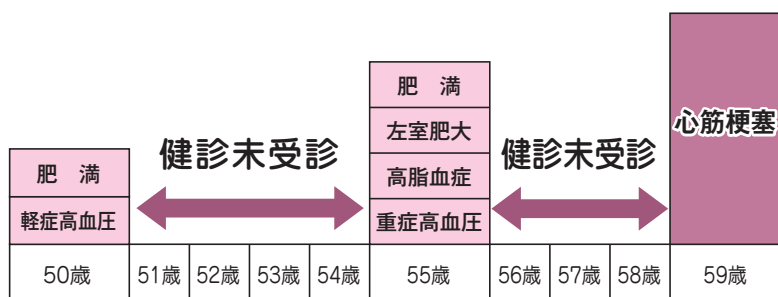 肥　満
軽症高血圧
健診未受診
肥　満
左室肥大
高脂血症
重症高血圧
健診未受診
心筋梗塞
50歳 51歳 52歳 53歳 54歳 55歳 56歳 57歳 58歳 59歳